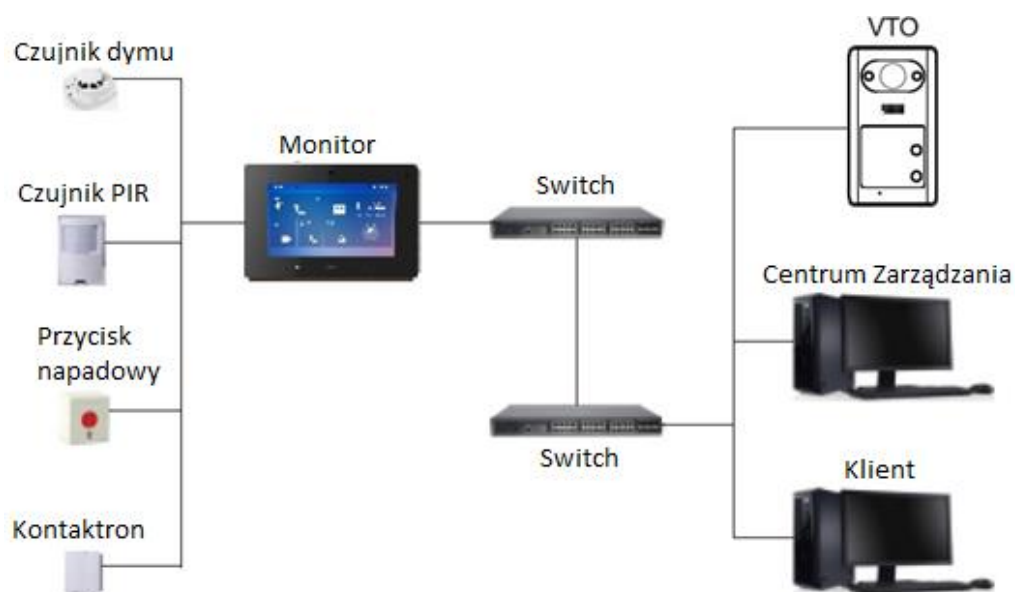 VTO
Czujnik dymu
Monitor
Switch
Czujnik PIR
Centrum Zarządzania
Przycisk
napadowy
Switch
Klient
Kontaktron